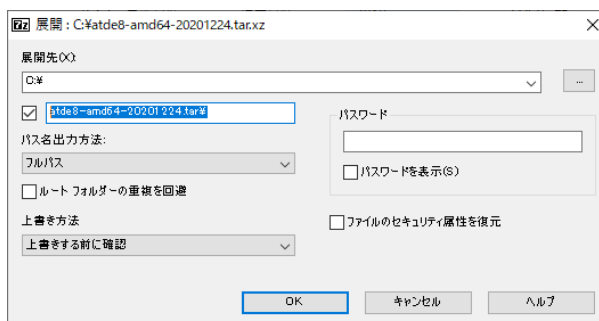 7z 展開 : C:¥atde8-amd64-20201224.tar.xz
展開先(X):
C:¥
...
atde8-amd64-20201224.tar¥
パスワード
パス名出力方法:
フルパス
パスワードを表示(S)
ルート フォルダーの重複を回避
上書き方法
ファイルのセキュリティ属性を復元
上書きする前に確認
OK
キャンセル
ヘルプ